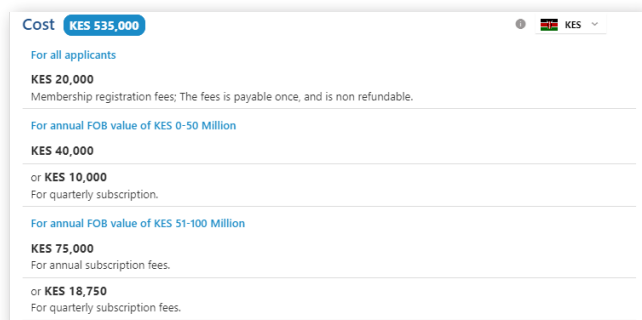 Cost KES 535,000 KES
For all applicants
KES 20,000
Membership registration fees; The fees is payable once, and is non refundable.
For annual FOB value of KES 0-50 Million
KES 40,000
or KES 10,000
For quarterly subscription.
For annual FOB value of KES 51-100 Million
KES 75,000
For annual subscription fees.
or KES 18,750
For quarterly subscription fees.